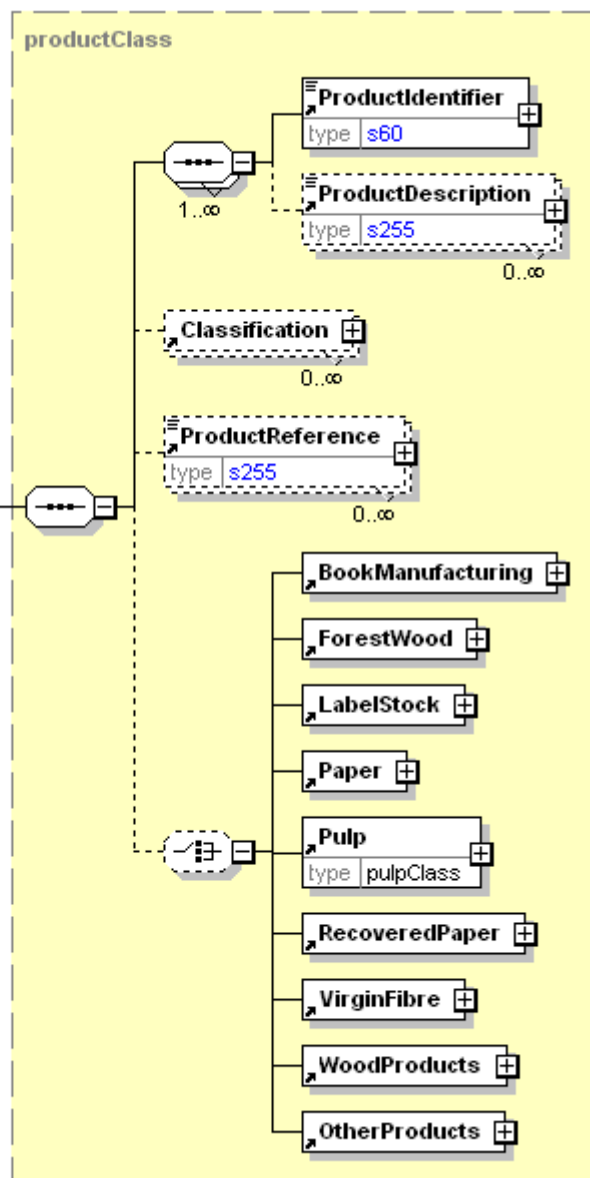 productClass
ProductIdentifier
type s60
ProductDescription
type s255
1..∞
0..∞
Classification
0..∞
ProductReference
type s255
0..∞
BookManufacturing
ForestWood
LabelStock
Paper
Pulp
type pulpClass
RecoveredPaper
VirginFibre
WoodProducts
OtherProducts